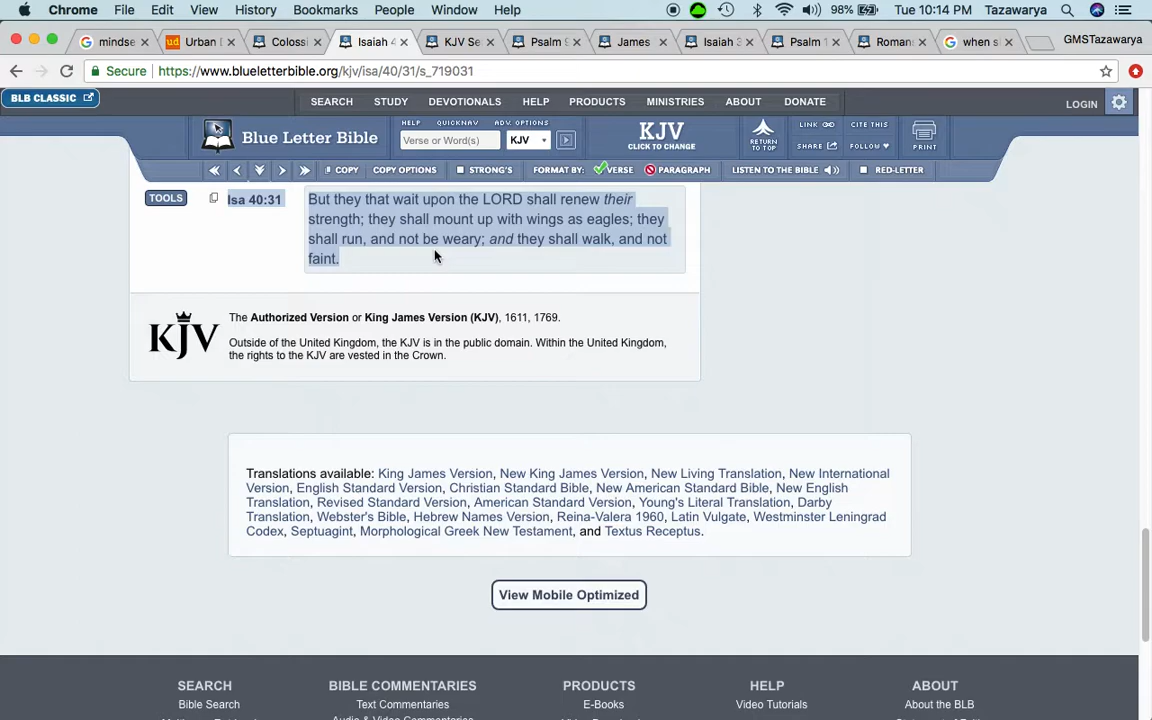 Chrome File Edit View History Bookmarks People Window Help 98% Tue 10:14 PM Tazawarya
mindse Urban Colossi Isaiah 4 KJV Se Psalm 9 James Isaiah 3 Psalm 1 Roman: when s GMSTazawarya
Secure https://www.blueletterbible.org/kjv/isa/40/31/s_719031
BLB CLASSIC SEARCH STUDY DEVOTIONALS HELP PRODUCTS MINISTRIES ABOUT DONATE LOGIN
HELP QUICKNAV ADV. OPTIONS
Blue Letter Bible Verse or Word(s) KJV KJV CLICK TO CHANGE RETURN TO TOP LINK CITE THIS SHARE FOLLOW PRINT
COPY COPY OPTIONS STRONG'S FORMAT BY: VERSE PARAGRAPH LISTEN TO THE BIBLE RED-LETTER
TOOLS Isa 40:31 But they that wait upon the LORD shall renew their
strength; they shall mount up with wings as eagles; they
shall run, and not be weary; and they shall walk, and not
faint.
KJV The Authorized Version or King James Version (KJV), 1611, 1769.
Outside of the United Kingdom, the KJV is in the public domain. Within the United Kingdom,
the rights to the KJV are vested in the Crown.
Translations available: King James Version, New King James Version, New Living Translation, New International
Version, English Standard Version, Christian Standard Bible, New American Standard Bible, New English
Translation, Revised Standard Version, American Standard Version, Young's Literal Translation, Darby
Translation, Webster's Bible, Hebrew Names Version, Reina-Valera 1960, Latin Vulgate, Westminster Leningrad
Codex, Septuagint, Morphological Greek New Testament, and Textus Receptus.
View Mobile Optimized
SEARCH BIBLE COMMENTARIES PRODUCTS HELP ABOUT
Bible Search Text Commentaries E-Books Video Tutorials About the BLB